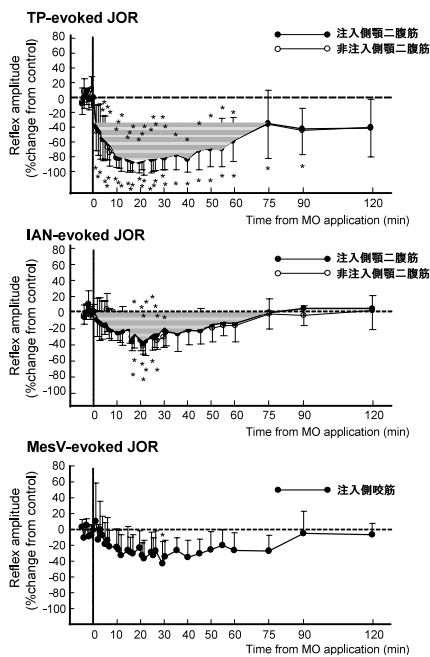 TP-evoked JOR
注入側顎二腹筋
非注入顎二腹筋
Reflex amplitude
(%change from control)
80
60
40
20
0
-20
-40
-60
-80
-100
0 10 20 30 40 50 60 75 90 120
Time from MO application (min)
IAN-evoked JOR
注入側顎二腹筋
非注入顎二腹筋
Reflex amplitude
(%change from control)
80
60
40
20
0
-20
-40
-60
-80
-100
0 10 20 30 40 50 60 75 90 120
Time from MO application (min)
MesV-evoked JOR
注入側咬筋
Reflex amplitude
(%change from control)
80
60
40
20
0
-20
-40
-60
-80
-100
0 10 20 30 40 50 60 75 90 120
Time from MO application (min)